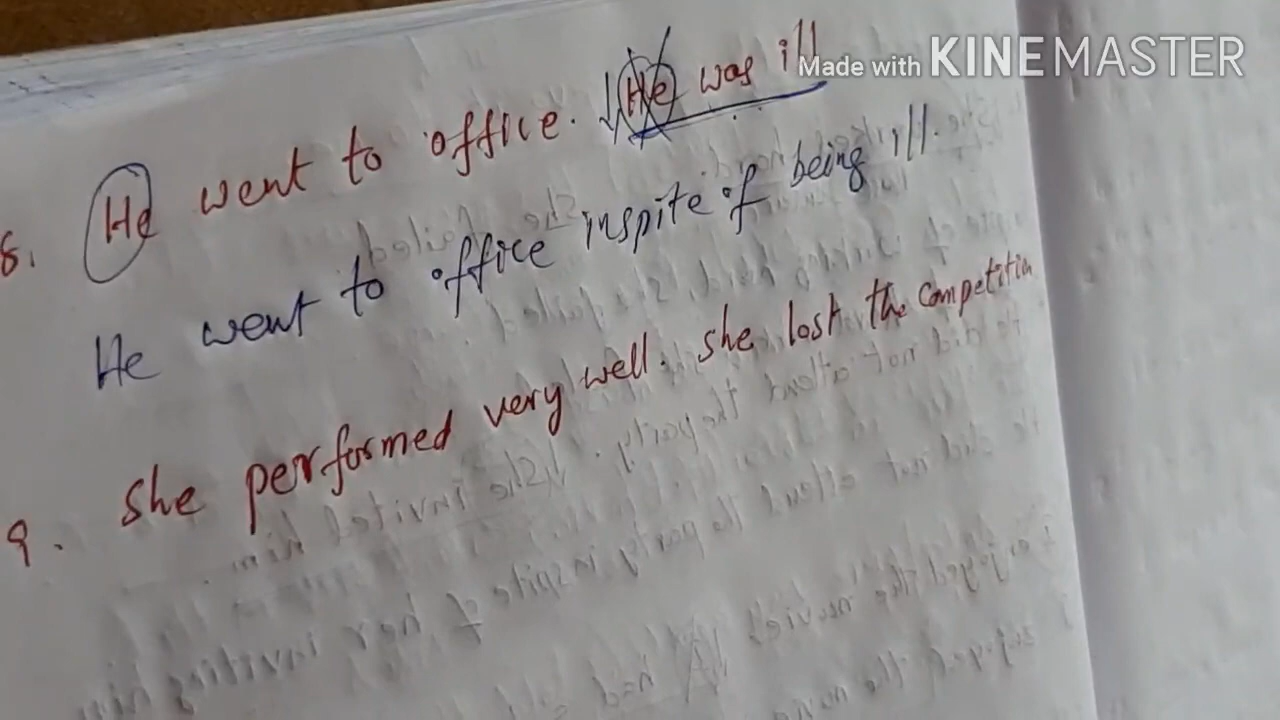 Made with KINEMASTER
8. He went to office. He was ill
He went to office inspite of being ill.
9. She performed very well. she lost the competition